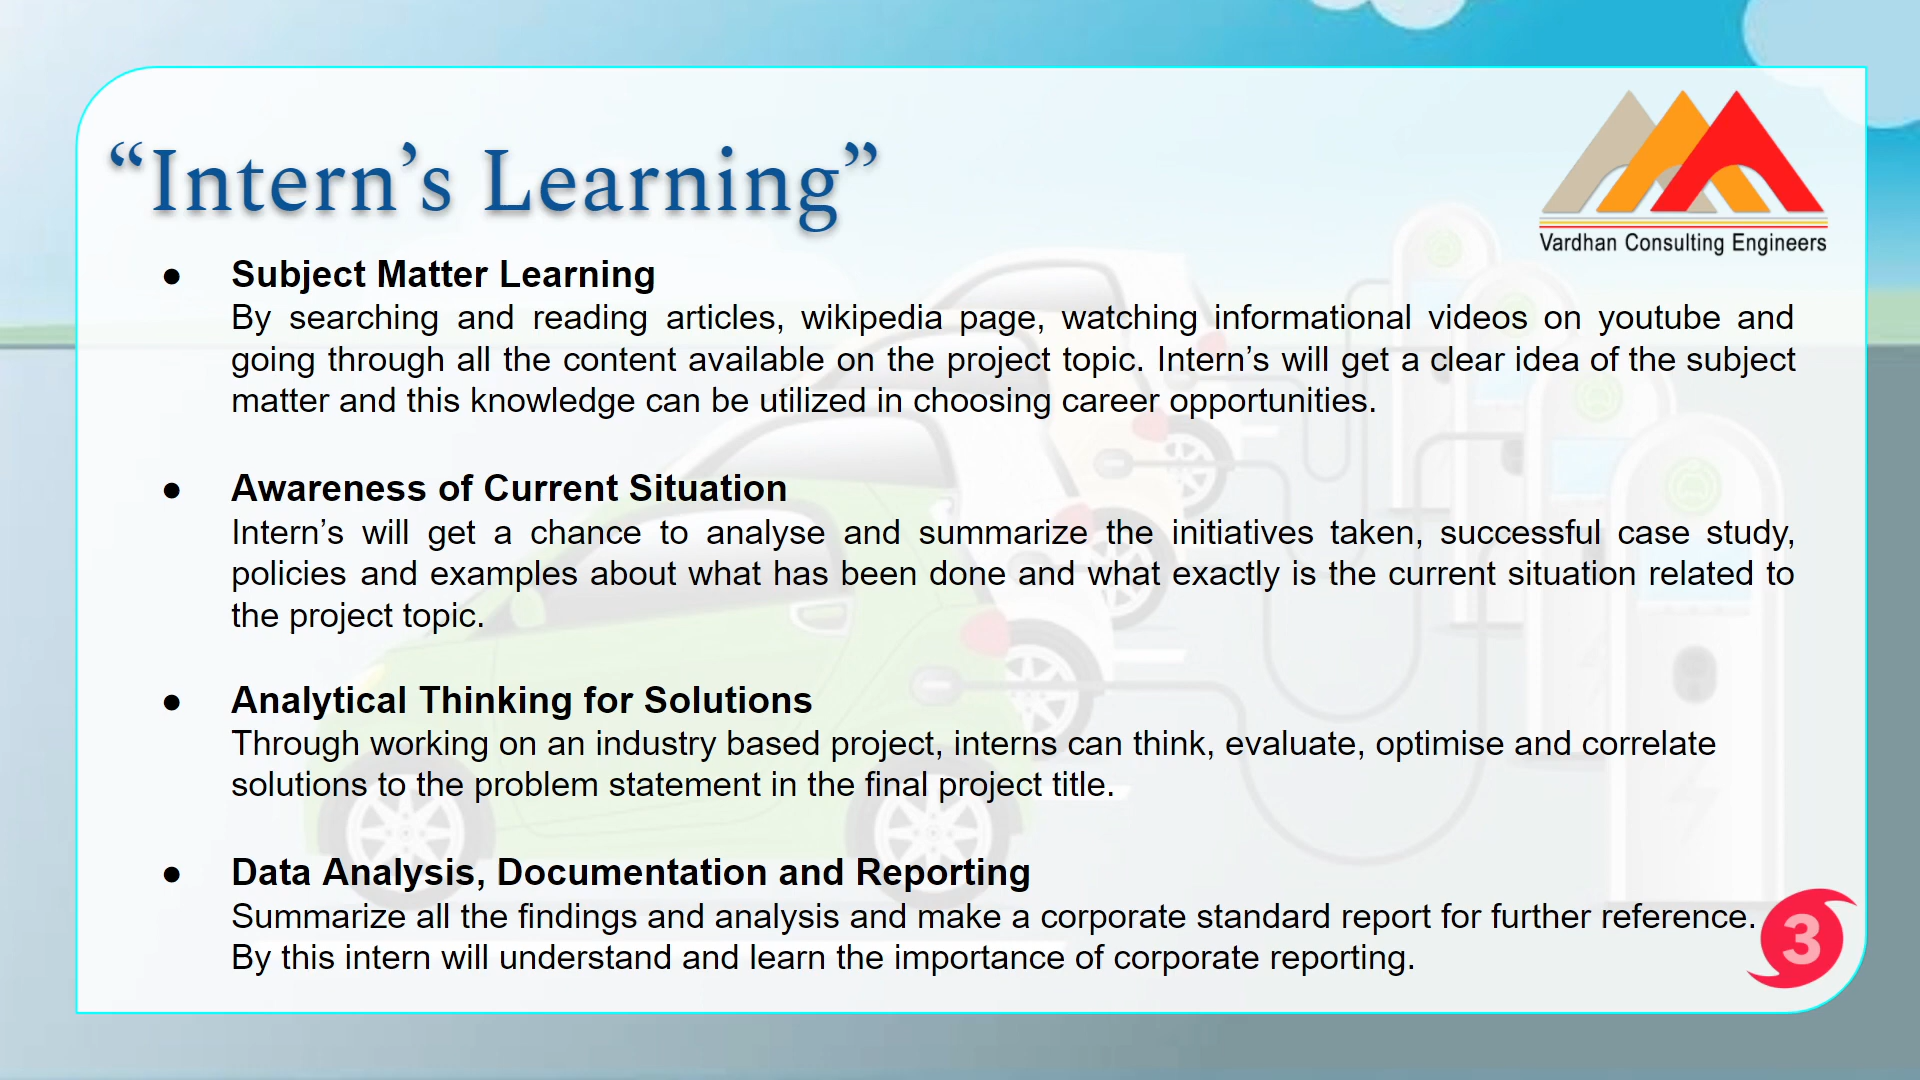 “Intern’s Learning”
Vardhan Consulting Engineers
● Subject Matter Learning
By searching and reading articles, wikipedia page, watching informational videos on youtube and
going through all the content available on the project topic. Intern’s will get a clear idea of the subject
matter and this knowledge can be utilized in choosing career opportunities.
● Awareness of Current Situation
Intern’s will get a chance to analyse and summarize the initiatives taken, successful case study,
policies and examples about what has been done and what exactly is the current situation related to
the project topic.
● Analytical Thinking for Solutions
Through working on an industry based project, interns can think, evaluate, optimise and correlate
solutions to the problem statement in the final project title.
● Data Analysis, Documentation and Reporting
Summarize all the findings and analysis and make a corporate standard report for further reference.
By this intern will understand and learn the importance of corporate reporting.
3